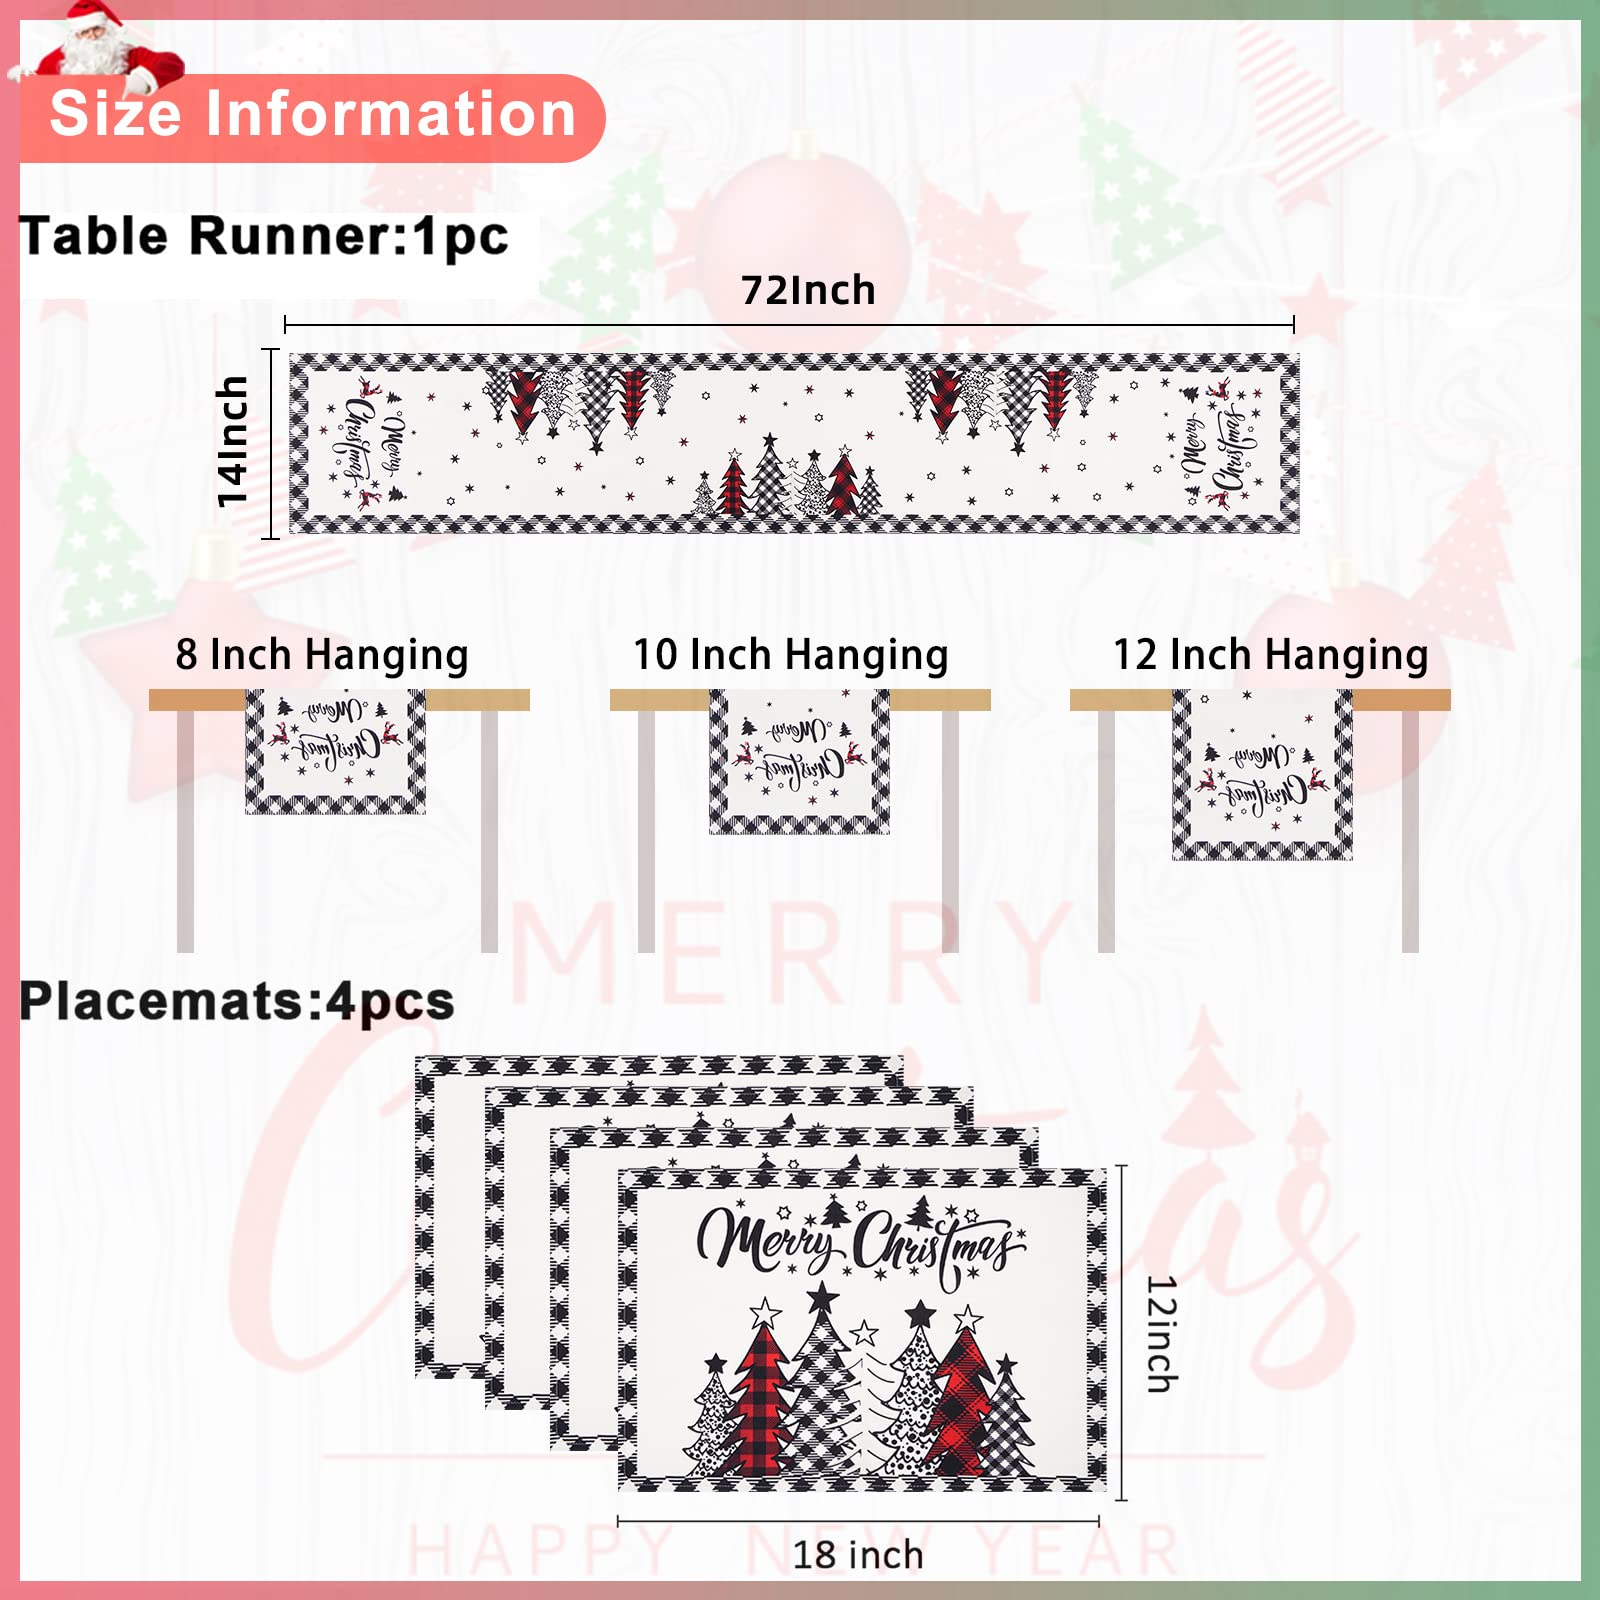 Size Information
Table Runner:1pc
72Inch
14Inch
Merry
Christmas
Merry
Christmas
8 Inch Hanging
10 Inch Hanging
12 Inch Hanging
Merry
Christmas
Merry
Christmas
Merry
Christmas
MERRY
Christmas
Placemats:4pcs
Merry Christmas
12inch
18 inch
HAPPY NEW YEAR